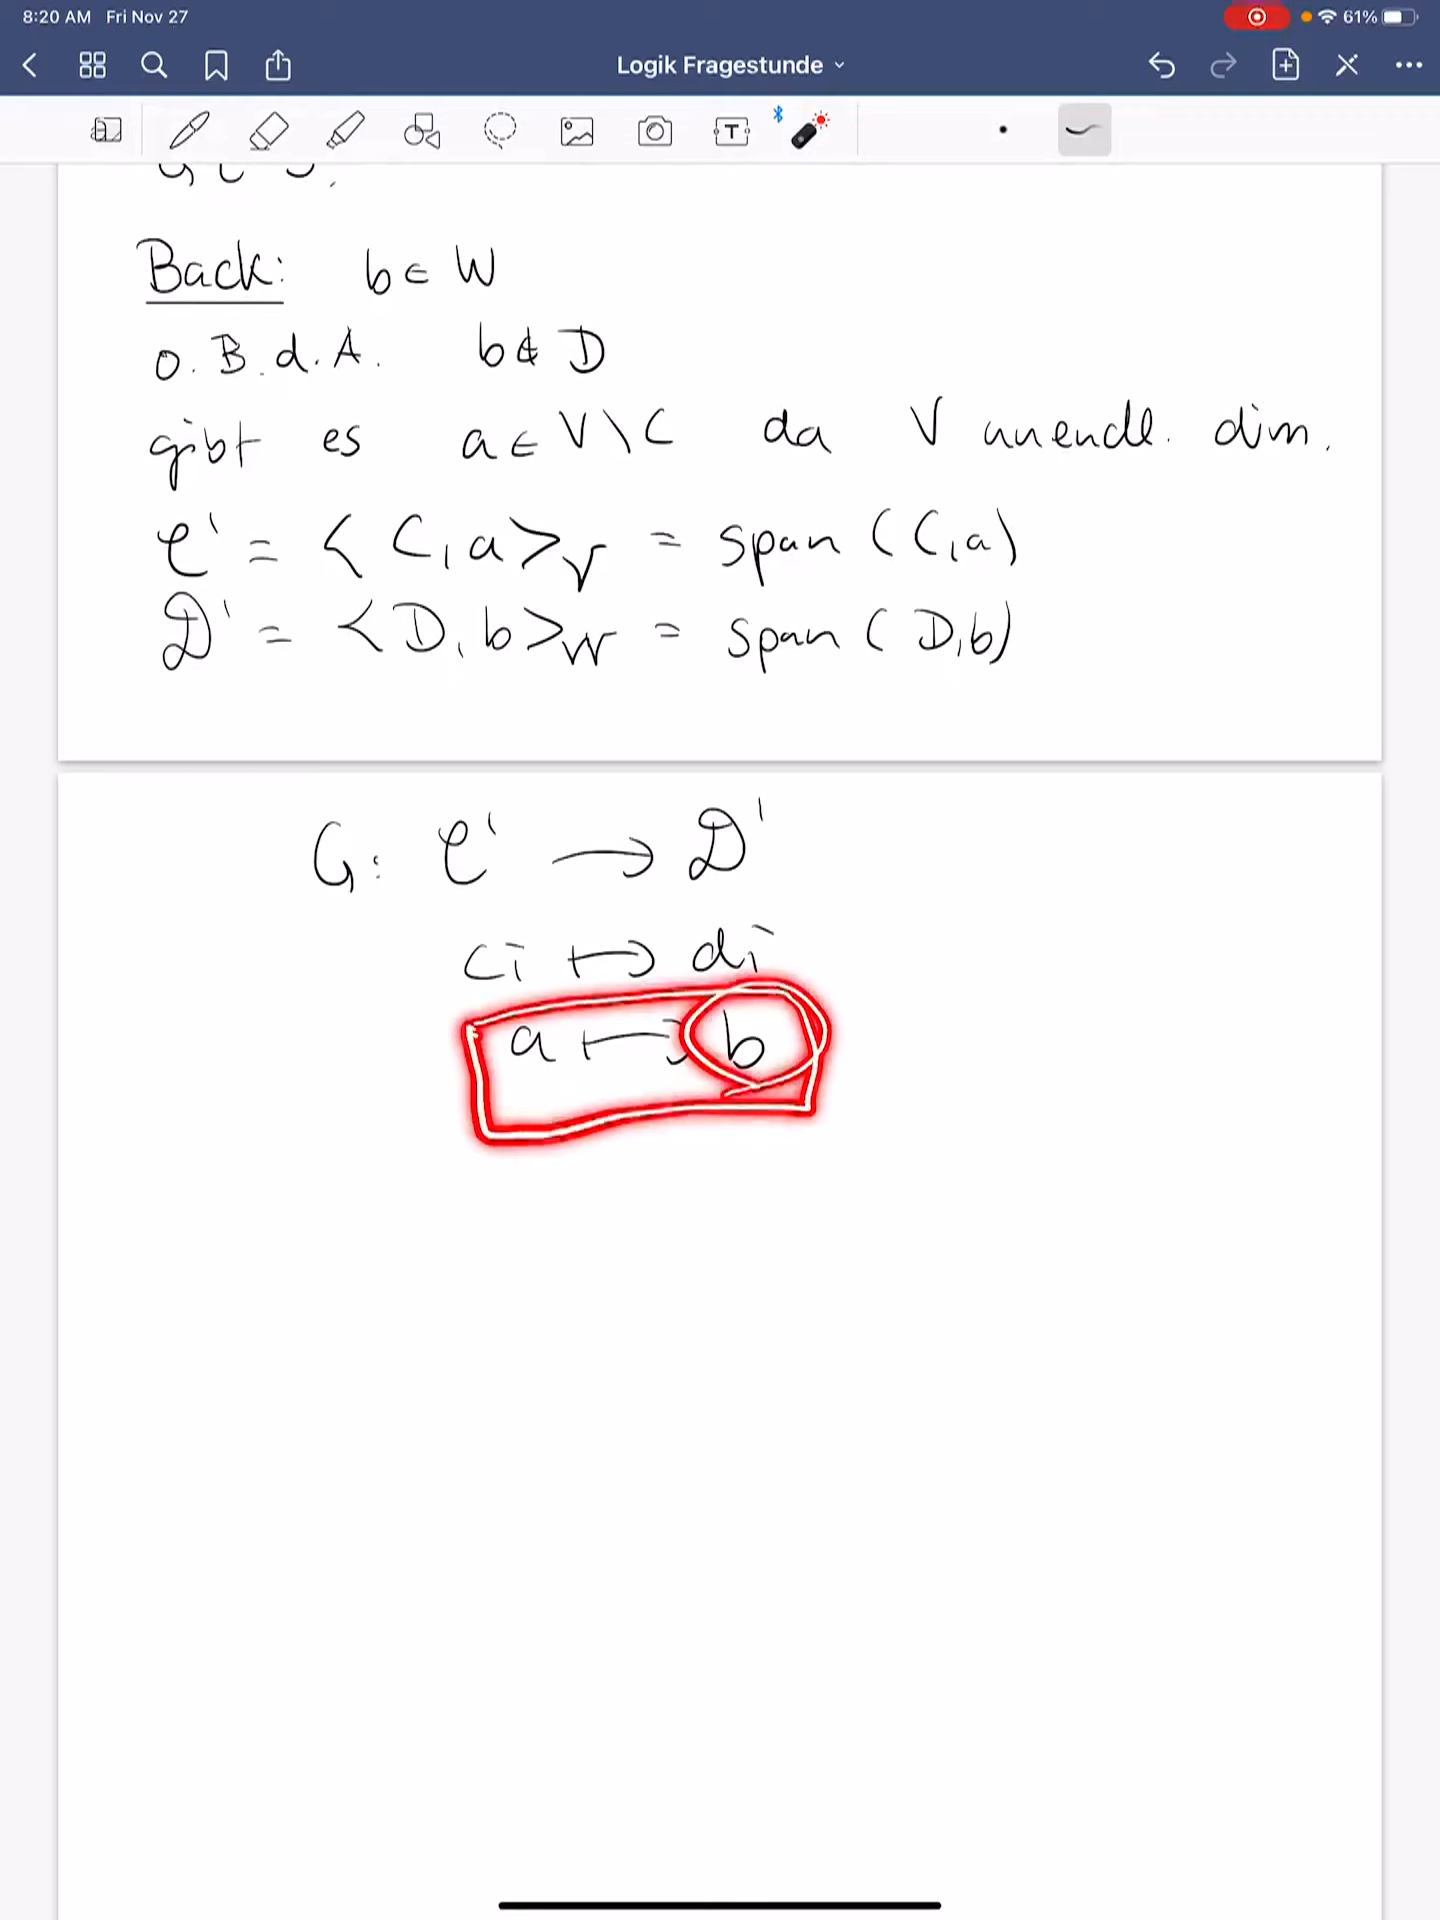 8:20 AM Fri Nov 27 61%
Logik Fragestunde
Back: b ∈ W
o.B.d.A. b ∉ D
gibt es a ∈ V \ C da V unendl. dim.
C' = < C, a >_V = span (C, a)
D' = < D, b >_W = span (D, b)
G: C' → D'
ci ↦ di
a ↦ b